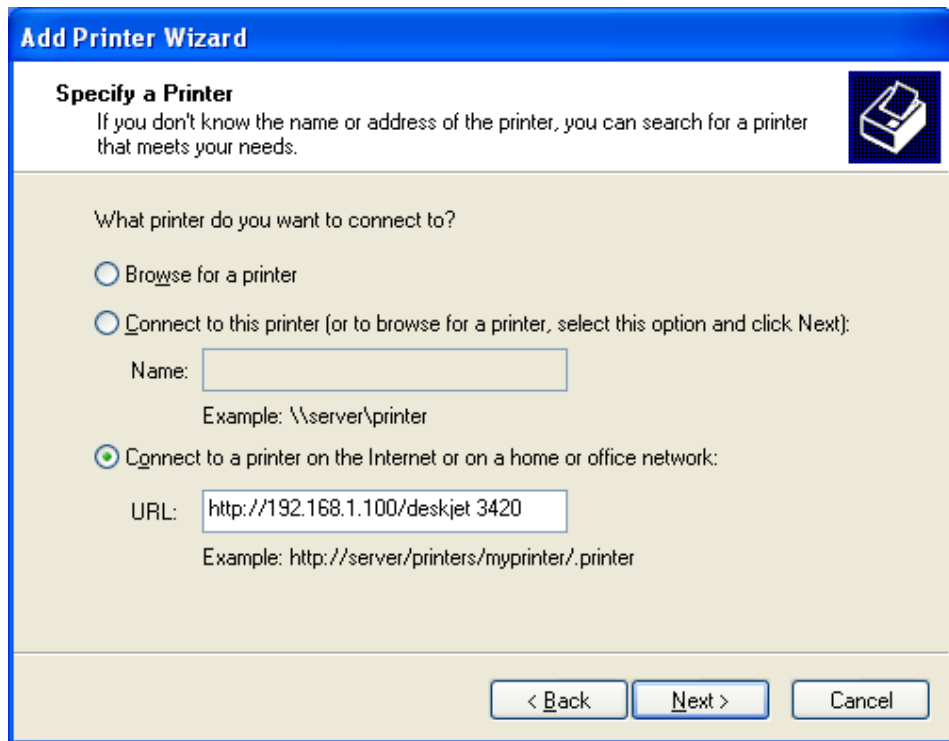 Add Printer Wizard
Specify a Printer
If you don't know the name or address of the printer, you can search for a printer
that meets your needs.
What printer do you want to connect to?
Browse for a printer
Connect to this printer (or to browse for a printer, select this option and click Next):
Name:
Example: \\server\printer
Connect to a printer on the Internet or on a home or office network:
URL: http://192.168.1.100/deskjet 3420
Example: http://server/printers/myprinter/.printer
< Back Next > Cancel